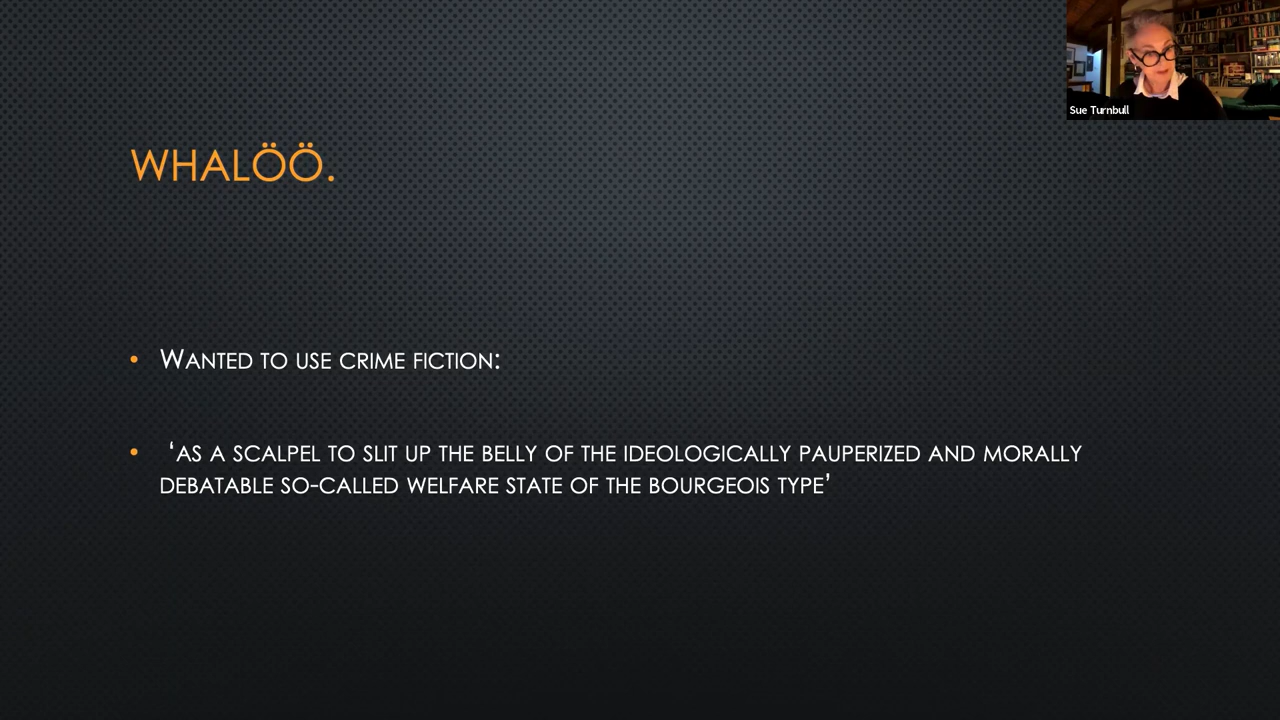 WHALÖÖ.
Sue Turnbull
• WANTED TO USE CRIME FICTION:
• ‘AS A SCALPEL TO SLIT UP THE BELLY OF THE IDEOLOGICALLY PAUPERIZED AND MORALLY
DEBATABLE SO-CALLED WELFARE STATE OF THE BOURGEOIS TYPE’